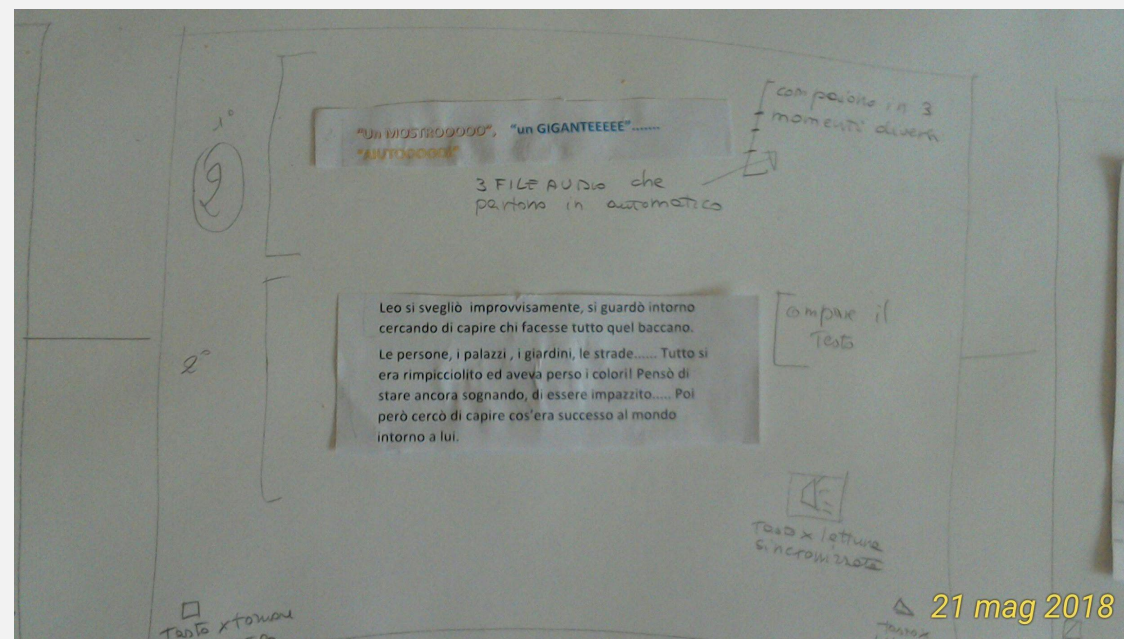 1°
2
"Un MOSTROOOOO", "un GIGANTEEEEE".......
"AIUTOOOOO!"
compaiono in 3
momenti diversi
3 FILE AUDIO che
partono in automatico
2°
Leo si svegliò improvvisamente, si guardò intorno
cercando di capire chi facesse tutto quel baccano.
Le persone, i palazzi , i giardini, le strade...... Tutto si
era rimpicciolito ed aveva perso i colori! Pensò di
stare ancora sognando, di essere impazzito..... Poi
però cercò di capire cos'era successo al mondo
intorno a lui.
Compare il
Testo
Tasto x lettura
sincronizzata
Tasto x tornare
21 mag 2018